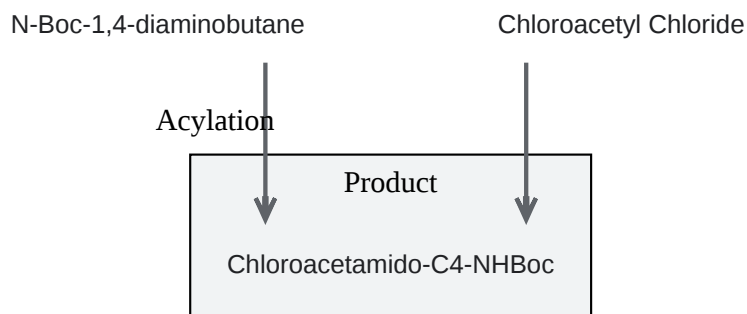 N-Boc-1,4-diaminobutane
Chloroacetyl Chloride
Acylation
Product
Chloroacetamido-C4-NHBoc